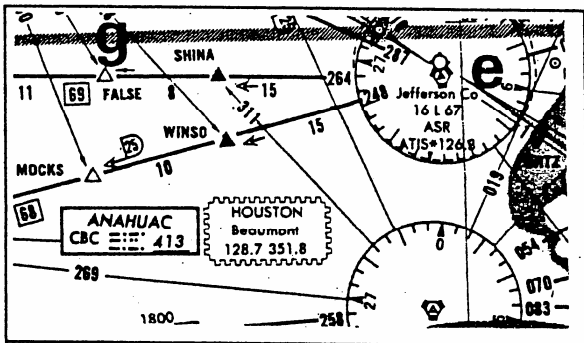 g
SHINA
287
27
e
11
69
FALSE
8
15
264
248
Jefferson Co
16 L 67
ASR
ATIS*126.8
311
WINSO
15
25
MOCKS
10
68
019
ANAHUAC
CBC 413
HOUSTON
Beaumont
128.7 351.8
0
054
269
27
070
083
1800
258